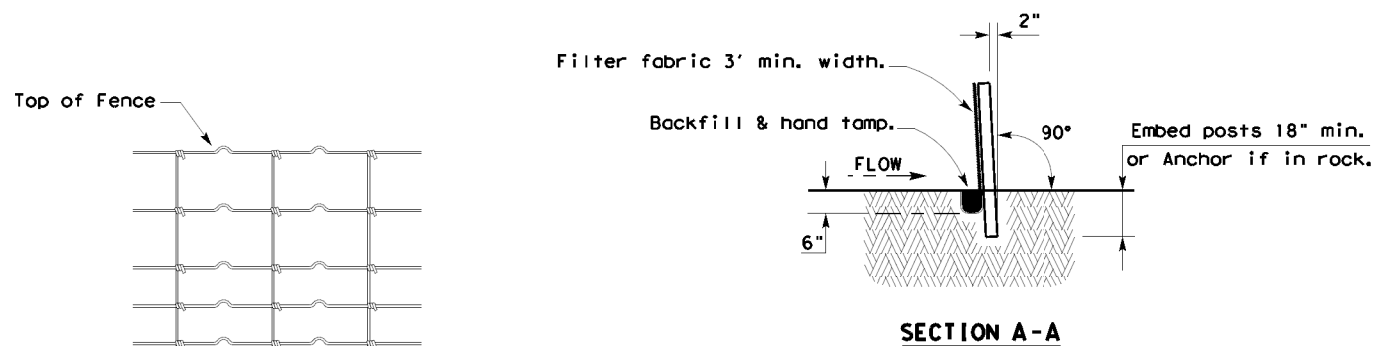 Top of Fence
2"
Filter fabric 3' min. width.
Backfill & hand tamp.
90°
Embed posts 18" min.
or Anchor if in rock.
FLOW
6"
SECTION A-A